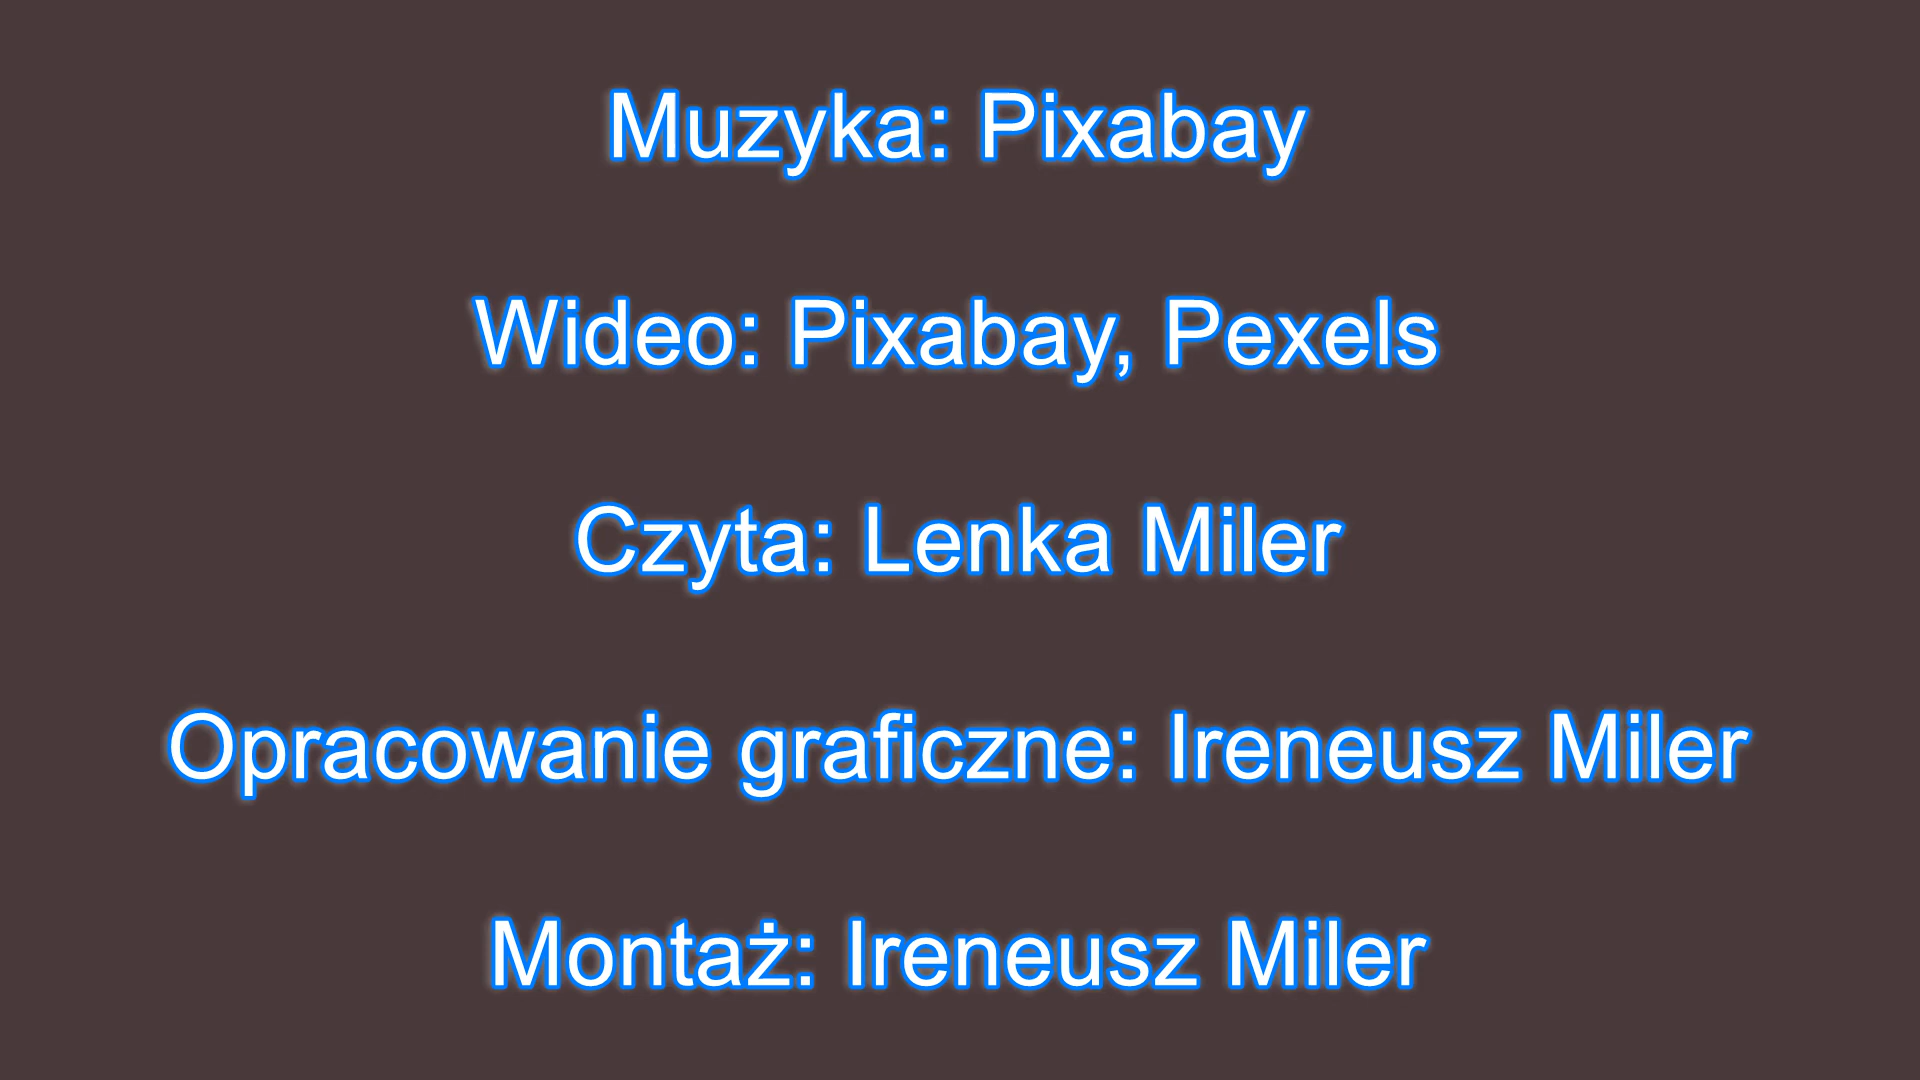 Muzyka: Pixabay
Wideo: Pixabay, Pexels
Czyta: Lenka Miler
Opracowanie graficzne: Ireneusz Miler
Montaż: Ireneusz Miler